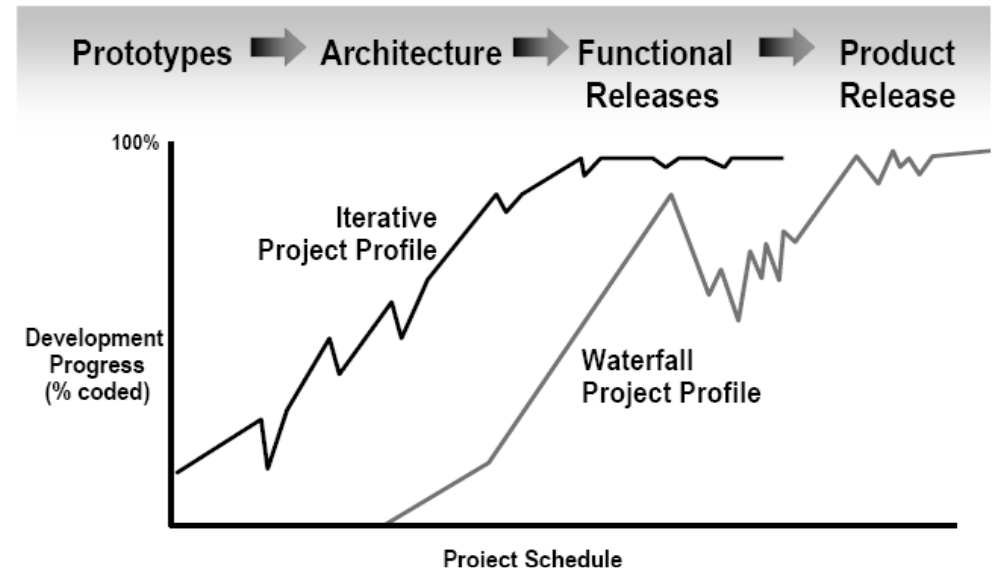 Prototypes Architecture Functional Product
Releases Release
100%
Iterative
Project Profile
Development
Progress
(% coded)
Waterfall
Project Profile
Project Schedule